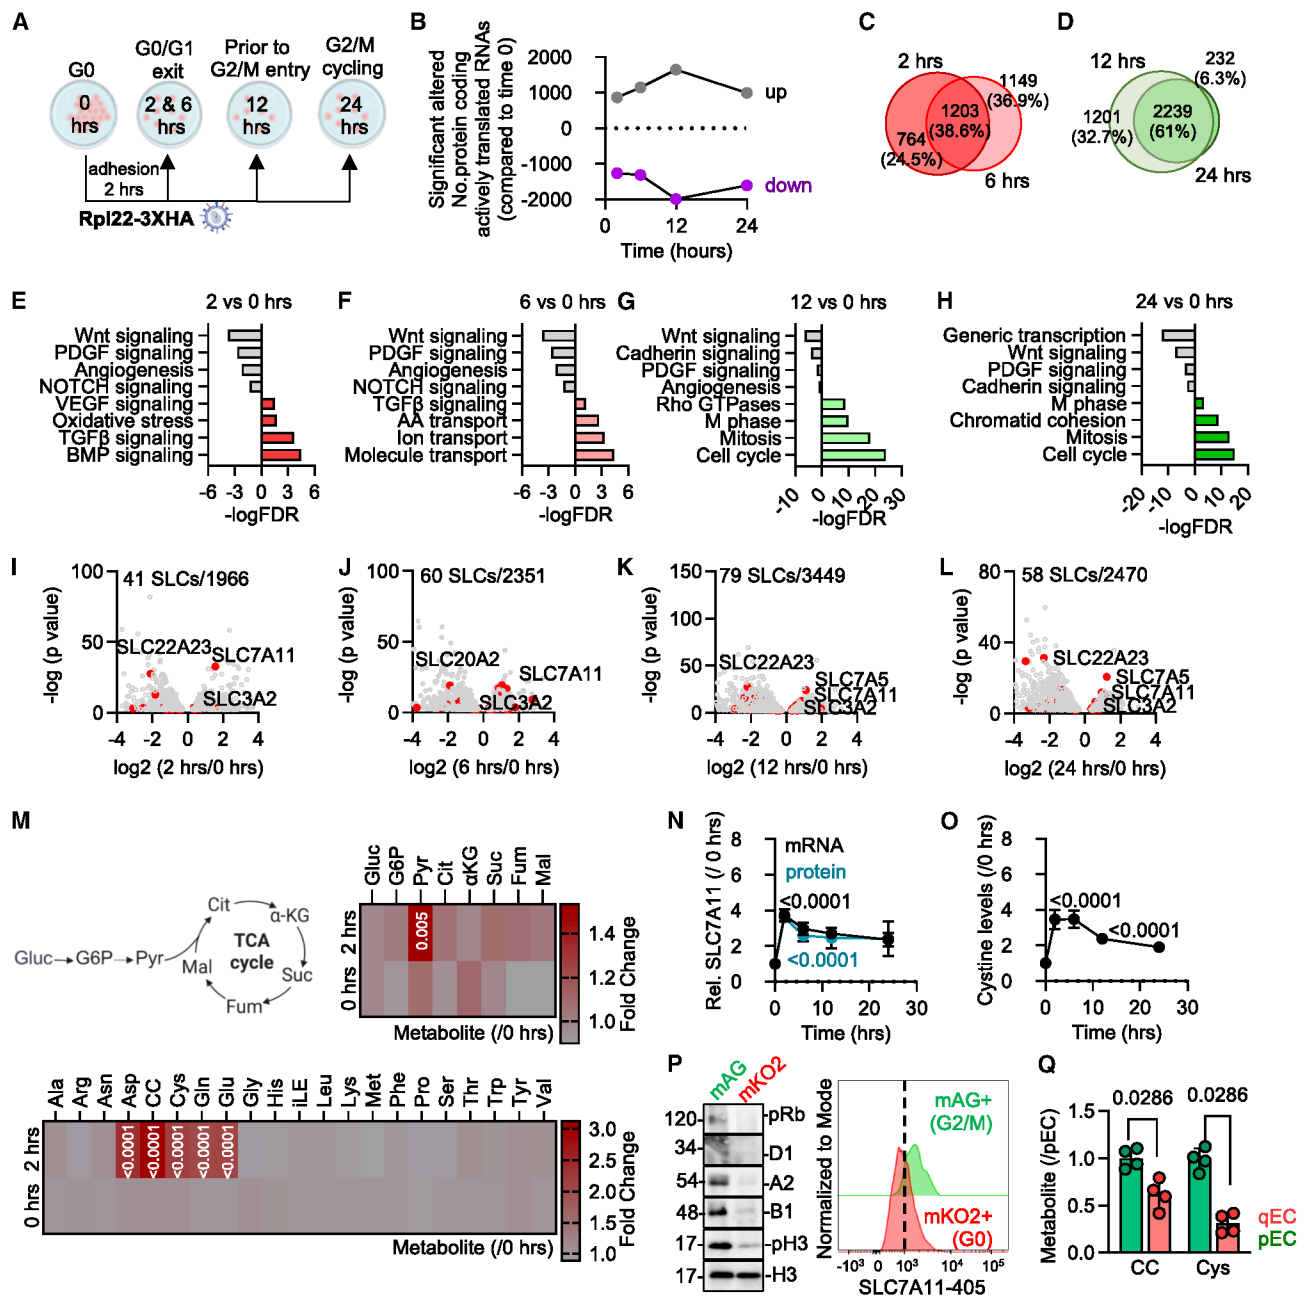 A
G0
0
hrs
G0/G1
exit
2 & 6
hrs
Prior to
G2/M entry
12
hrs
G2/M
cycling
24
hrs
adhesion
2 hrs
Rpl22-3XHA
B
Significant altered
No.protein coding
actively translated RNAs
(compared to time 0)
2000
1000
0
-1000
-2000
up
down
0
12
24
Time (hours)
C
2 hrs
1149
(36.9%)
1203
(38.6%)
764
(24.5%)
6 hrs
D
12 hrs
232
(6.3%)
1201
(32.7%)
2239
(61%)
24 hrs
E
2 vs 0 hrs
Wnt signaling
PDGF signaling
Angiogenesis
NOTCH signaling
VEGF signaling
Oxidative stress
TGFβ signaling
BMP signaling
-6 -3 0 3 6
-logFDR
F
6 vs 0 hrs
Wnt signaling
PDGF signaling
Angiogenesis
NOTCH signaling
TGFβ signaling
AA transport
Ion transport
Molecule transport
-6 -3 0 3 6
-logFDR
G
12 vs 0 hrs
Wnt signaling
Cadherin signaling
PDGF signaling
Angiogenesis
Rho GTPases
M phase
Mitosis
Cell cycle
-10 0 10 20 30
-logFDR
H
24 vs 0 hrs
Generic transcription
Wnt signaling
PDGF signaling
Cadherin signaling
M phase
Chromatid cohesion
Mitosis
Cell cycle
-20 -10 0 10 20
-logFDR
I
-log (p value)
100
50
0
41 SLCs/1966
SLC22A23
SLC7A11
SLC3A2
-4 -2 0 2 4
log2 (2 hrs/0 hrs)
J
-log (p value)
100
50
0
60 SLCs/2351
SLC20A2
SLC7A11
SLC3A2
-4 -2 0 2 4
log2 (6 hrs/0 hrs)
K
-log (p value)
150
100
50
0
79 SLCs/3449
SLC22A23
SLC7A5
SLC7A11
SLC3A2
-4 -2 0 2 4
log2 (12 hrs/0 hrs)
L
-log (p value)
80
40
0
58 SLCs/2470
SLC22A23
SLC7A5
SLC7A11
SLC3A2
-4 -2 0 2 4
log2 (24 hrs/0 hrs)
M
Gluc
G6P
Pyr
Cit
α-KG
Suc
Fum
Mal
TCA
cycle
Gluc
G6P
Pyr
Cit
αKG
Suc
Fum
Mal
2 hrs
0 hrs
0.005
Metabolite (/0 hrs)
1.4
1.2
1.0
Fold Change
Ala
Arg
Asn
Asp
CC
Cys
Gln
Glu
Gly
His
iLE
Leu
Lys
Met
Phe
Pro
Ser
Thr
Trp
Tyr
Val
2 hrs
0 hrs
<0.0001
<0.0001
<0.0001
<0.0001
<0.0001
Metabolite (/0 hrs)
3.0
2.5
2.0
1.5
1.0
Fold Change
N
Rel. SLC7A11 (/ 0 hrs)
8
6
4
2
0
mRNA
protein
<0.0001
<0.0001
0 10 20 30
Time (hrs)
O
Cystine levels (/0 hrs)
8
6
4
2
0
<0.0001
<0.0001
0 10 20 30
Time (hrs)
P
mAG
mKO2
120-
-pRb
34-
-D1
54-
-A2
48-
-B1
17-
-pH3
17-
-H3
Normalized to Mode
mAG+
(G2/M)
mKO2+
(G0)
-10³ 10³ 10⁴ 10⁵
SLC7A11-405
Q
Metabolite (/pEC)
0.0286
0.0286
1.5
1.0
0.5
0.0
CC
Cys
qEC
pEC